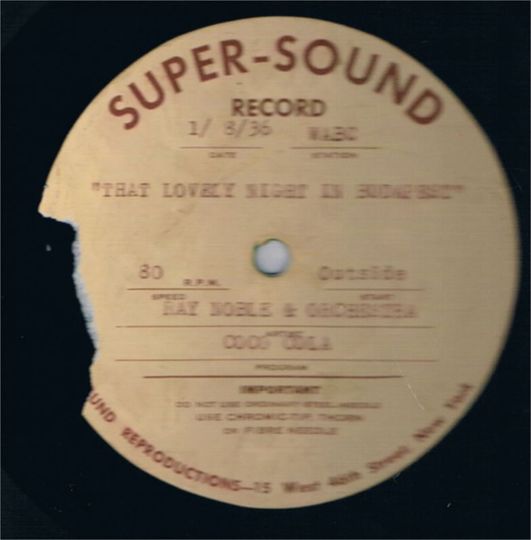 SUPER-SOUND
RECORD
1/ 8/36 WABC
DATE STATION
"THAT LOVELY NIGHT IN BUDAPEST"
80 R.P.M. Outside
SPEED START
RAY NOBLE & ORCHESTRA
ARTIST
COCO COLA
PROGRAM
IMPORTANT
DO NOT USE ORDINARY STEEL NEEDLE
USE CHROMIC-TIP, THORN
OR FIBRE NEEDLE
UND REPRODUCTIONS—15 West 46th Street, New York